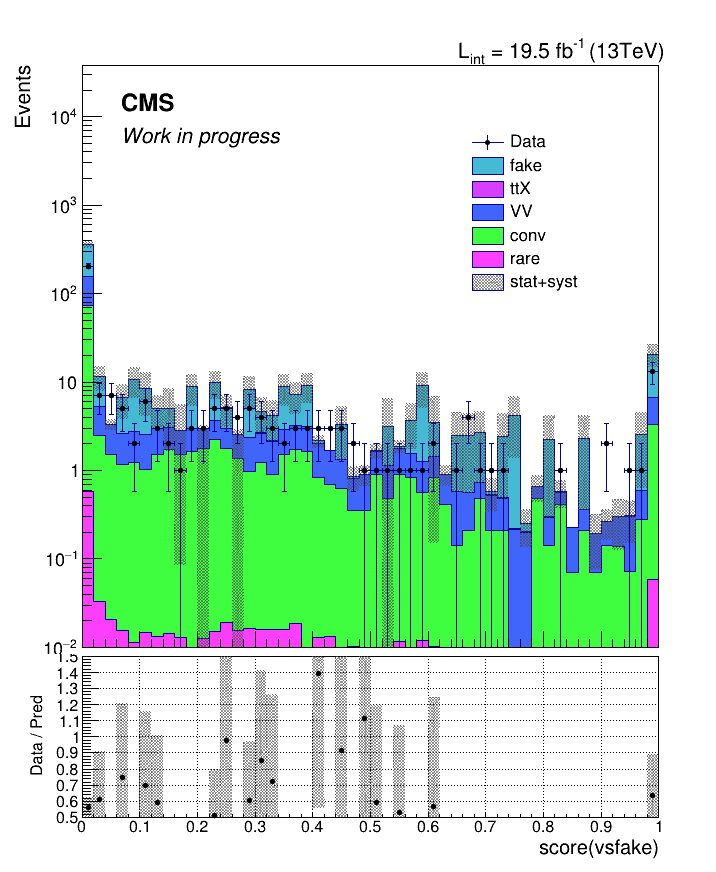 L_int = 19.5 fb^-1 (13TeV)
Events
CMS
Work in progress
Data
fake
ttX
VV
conv
rare
stat+syst
10^4
10^3
10^2
10
1
10^-1
10^-2
Data / Pred
1.5
1.4
1.3
1.2
1.1
1
0.9
0.8
0.7
0.6
0.5
0 0.1 0.2 0.3 0.4 0.5 0.6 0.7 0.8 0.9 1
score(vsfake)